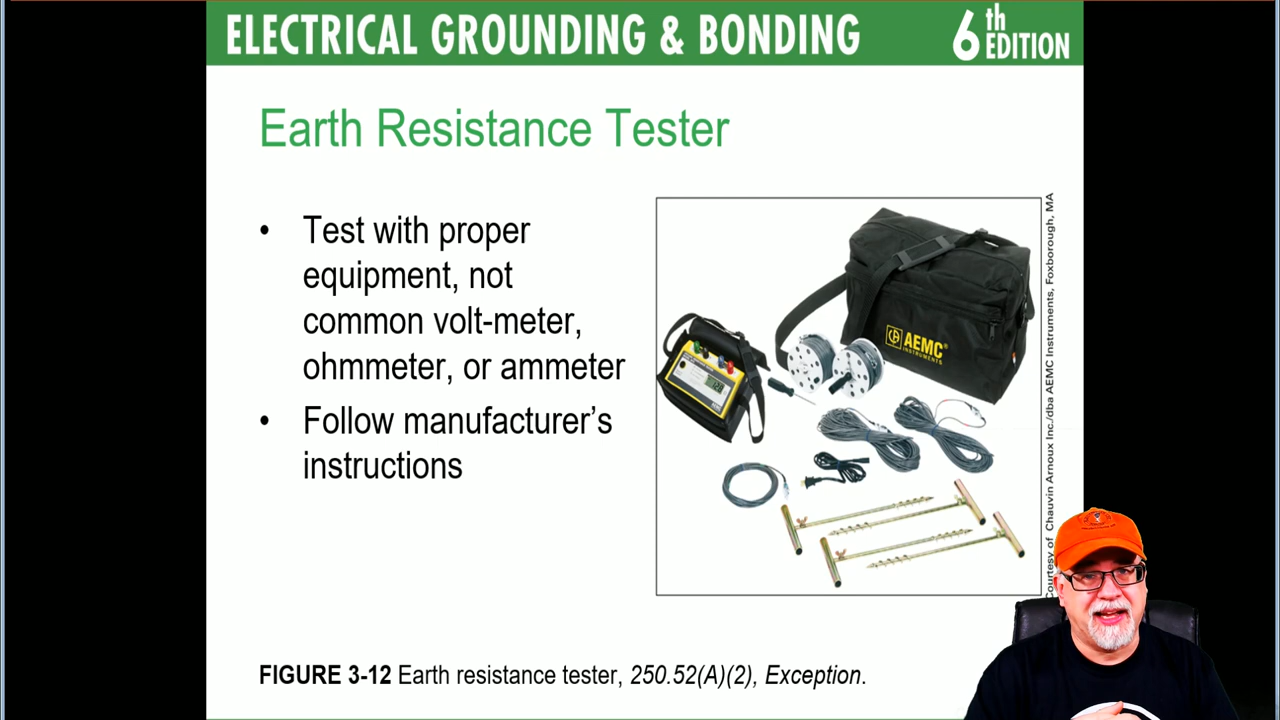 ELECTRICAL GROUNDING & BONDING
6th EDITION
Earth Resistance Tester
• Test with proper
equipment, not
common volt-meter,
ohmmeter, or ammeter
• Follow manufacturer’s
instructions
AEMC®
INSTRUMENTS
Courtesy of Chauvin Arnoux Inc./dba AEMC Instruments, Foxborough, MA
FIGURE 3-12 Earth resistance tester, 250.52(A)(2), Exception.